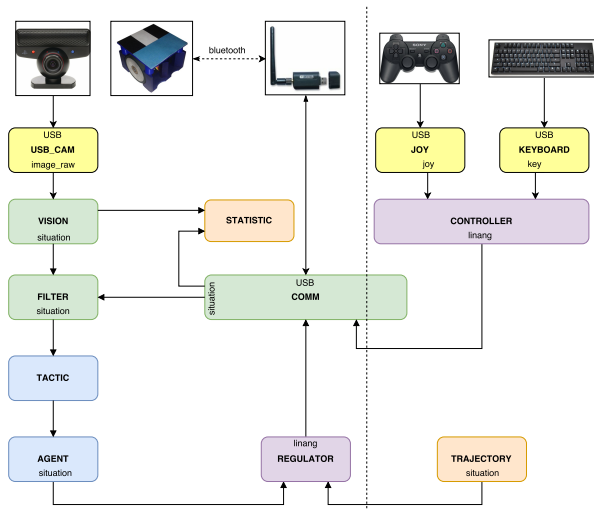 bluetooth
USB
USB_CAM
image_raw
USB
JOY
joy
USB
KEYBOARD
key
VISION
situation
STATISTIC
CONTROLLER
linang
FILTER
situation
situation
USB
COMM
TACTIC
AGENT
situation
linang
REGULATOR
TRAJECTORY
situation